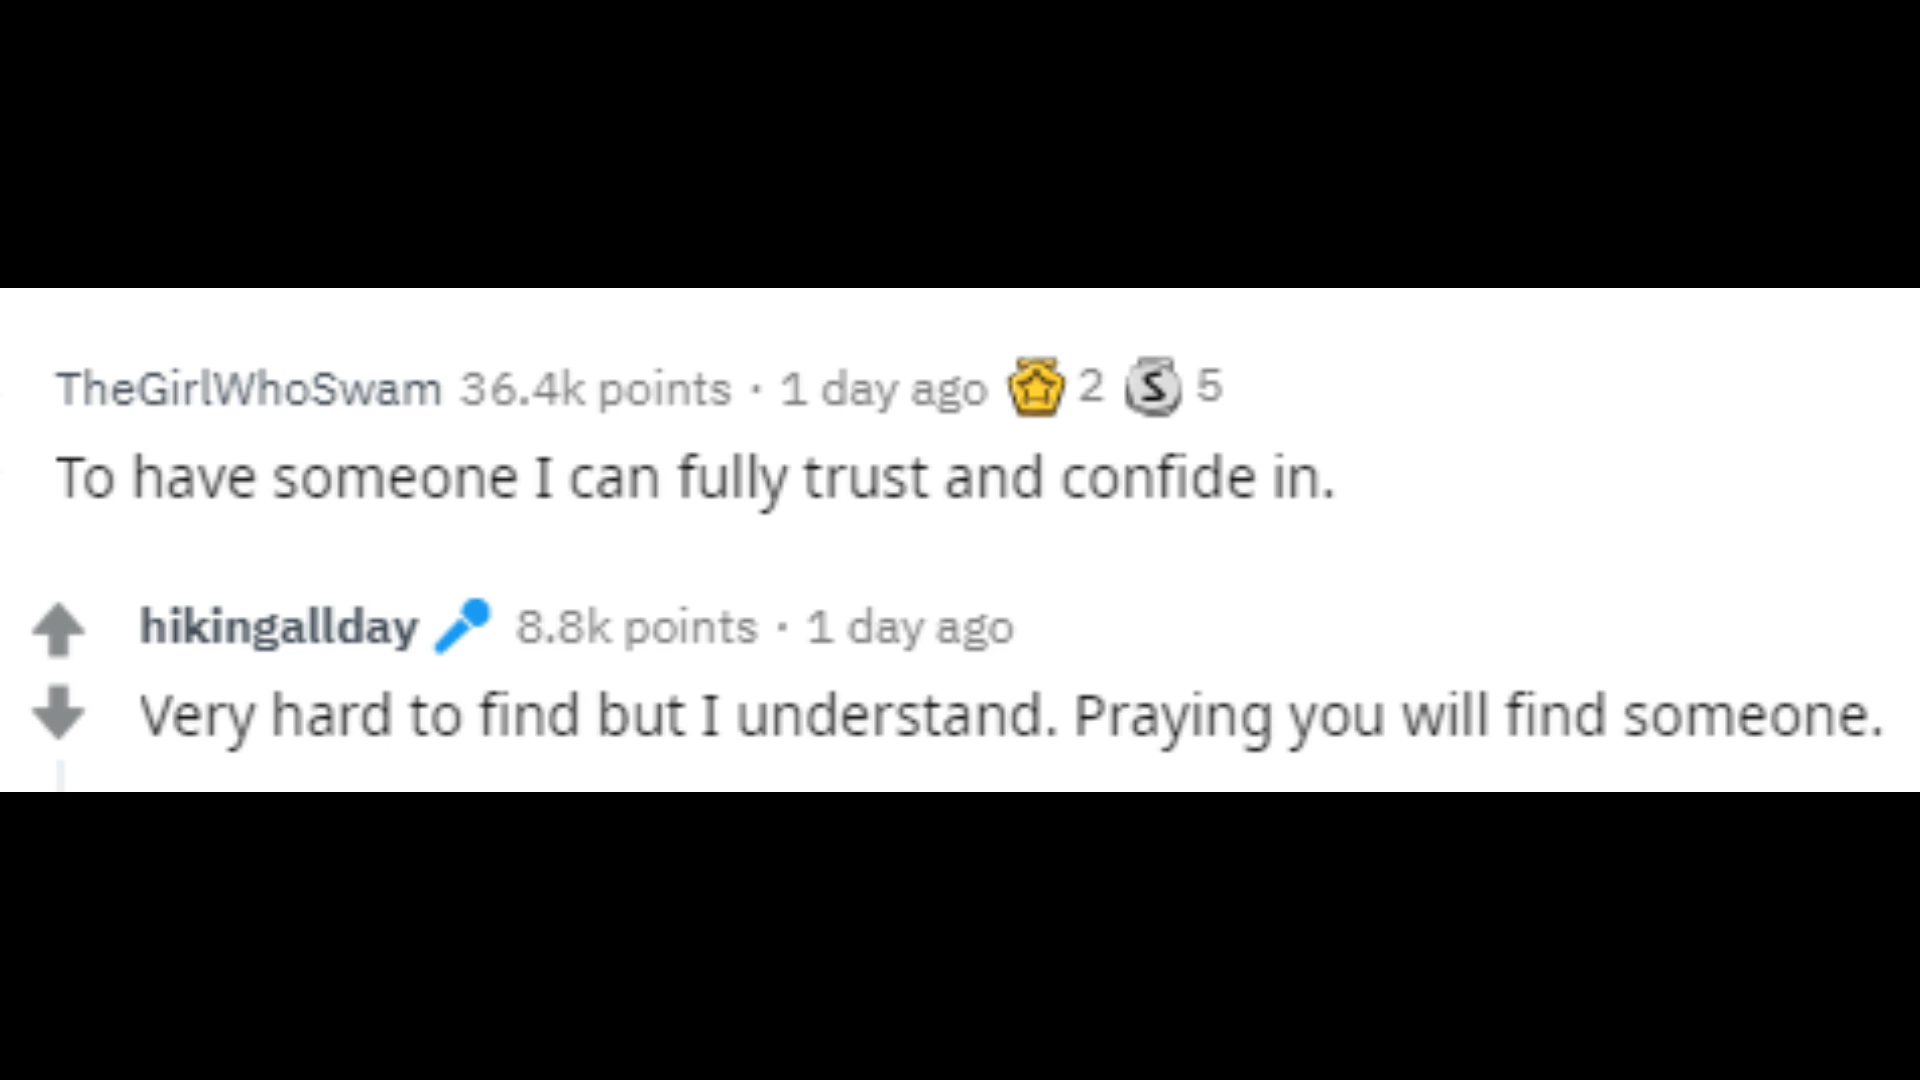 TheGirlWhoSwam 36.4k points · 1 day ago 2 S 5
To have someone I can fully trust and confide in.
hikingallday 8.8k points · 1 day ago
Very hard to find but I understand. Praying you will find someone.